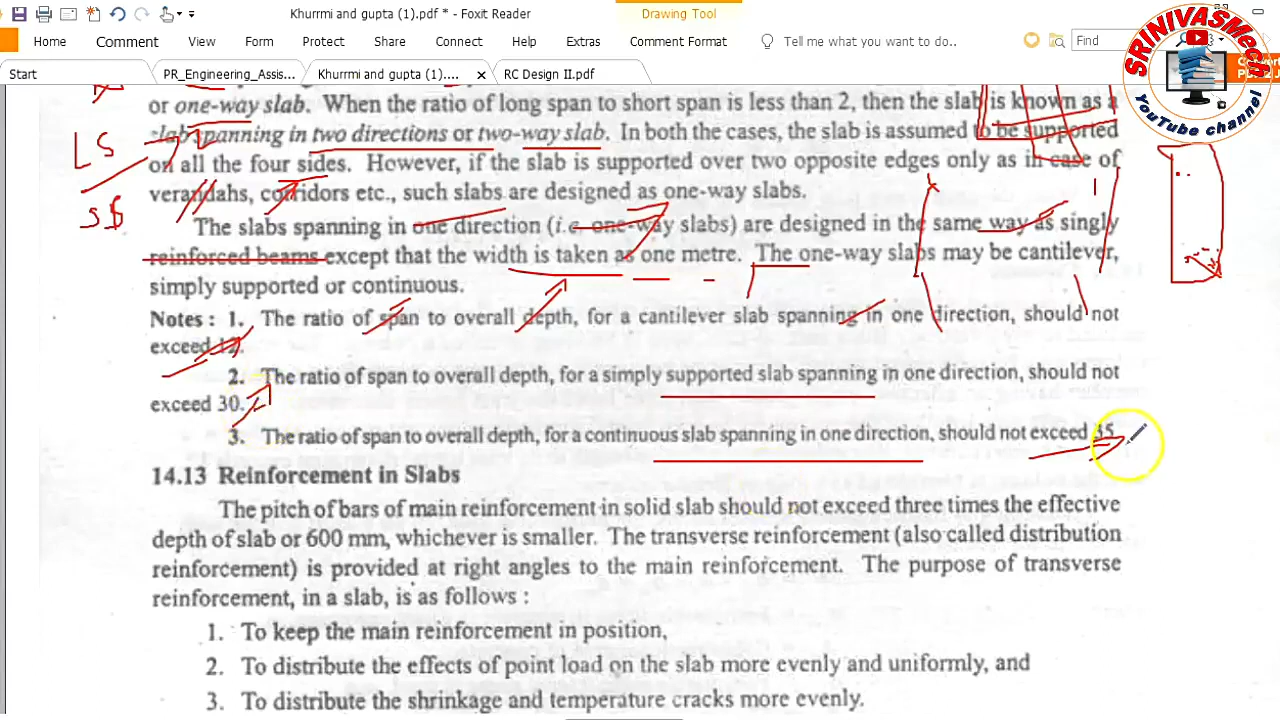 Khurrmi and gupta (1).pdf * - Foxit Reader
Drawing Tool
Home Comment View Form Protect Share Connect Help Extras Comment Format Tell me what you want to do.. Find
Start PR_Engineering_Assis... Khurrmi and gupta (1).... × RC Design II.pdf
SRINIVASMech
YouTube channel
or one-way slab. When the ratio of long span to short span is less than 2, then the slab is known as a
slab spanning in two directions or two-way slab. In both the cases, the slab is assumed to be supported
on all the four sides. However, if the slab is supported over two opposite edges only as in case of
verandahs, corridors etc., such slabs are designed as one-way slabs.
LS
SS
The slabs spanning in one direction (i.e one-way slabs) are designed in the same way as singly
reinforced beams except that the width is taken as one metre. The one-way slabs may be cantilever,
simply supported or continuous.
Notes : 1. The ratio of span to overall depth, for a cantilever slab spanning in one direction, should not
exceed 12.
2. The ratio of span to overall depth, for a simply supported slab spanning in one direction, should not
exceed 30.
3. The ratio of span to overall depth, for a continuous slab spanning in one direction, should not exceed 35
14.13 Reinforcement in Slabs
The pitch of bars of main reinforcement in solid slab should not exceed three times the effective
depth of slab or 600 mm, whichever is smaller. The transverse reinforcement (also called distribution
reinforcement) is provided at right angles to the main reinforcement. The purpose of transverse
reinforcement, in a slab, is as follows :
1. To keep the main reinforcement in position,
2. To distribute the effects of point load on the slab more evenly and uniformly, and
3. To distribute the shrinkage and temperature cracks more evenly.